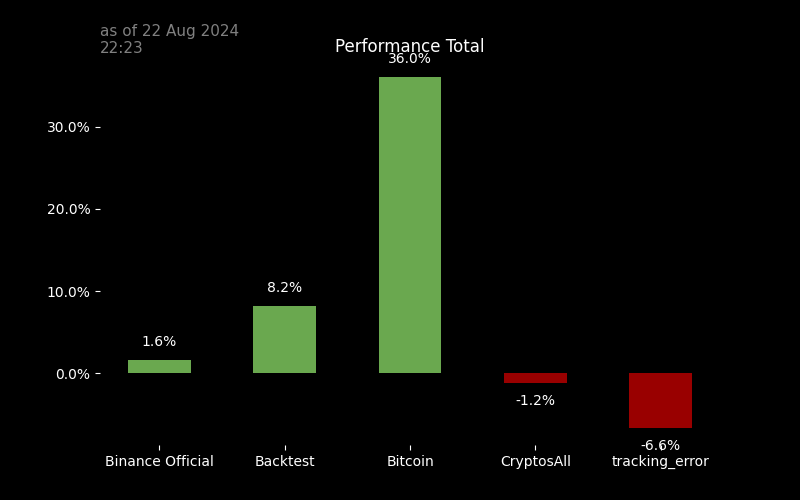 as of 22 Aug 2024
22:23
Performance Total
36.0%
30.0%
20.0%
10.0%
0.0%
1.6%
8.2%
-1.2%
-6.6%
Binance Official
Backtest
Bitcoin
CryptosAll
tracking_error